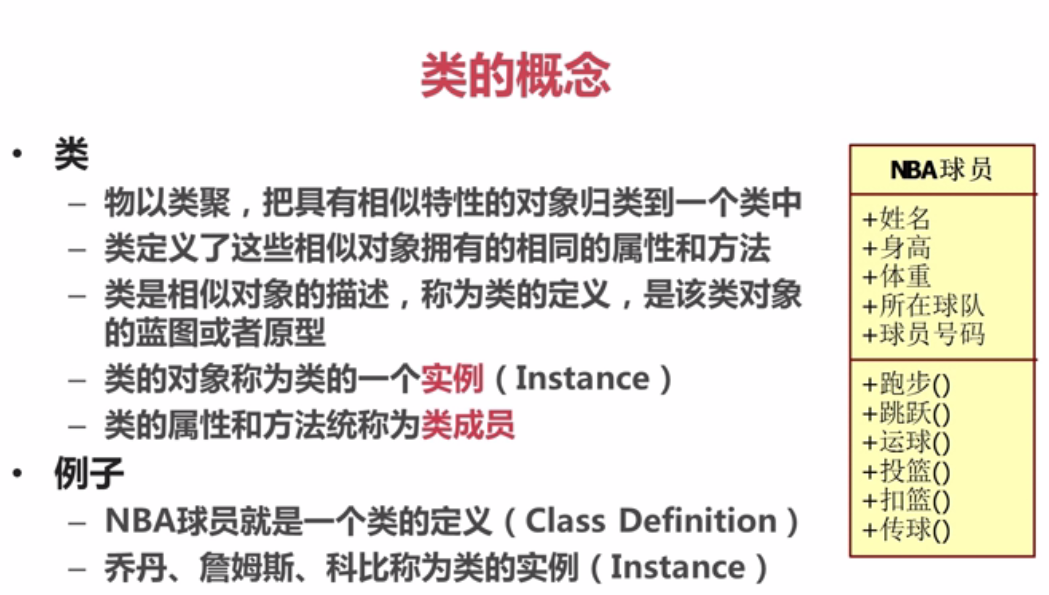 类的概念
• 类
– 物以类聚，把具有相似特性的对象归类到一个类中
– 类定义了这些相似对象拥有的相同的属性和方法
– 类是相似对象的描述，称为类的定义，是该类对象
的蓝图或者原型
– 类的对象称为类的一个实例（Instance）
– 类的属性和方法统称为类成员
• 例子
– NBA球员就是一个类的定义（Class Definition）
– 乔丹、詹姆斯、科比称为类的实例（Instance）
NBA球员
+姓名
+身高
+体重
+所在球队
+球员号码
+跑步()
+跳跃()
+运球()
+投篮()
+扣篮()
+传球()